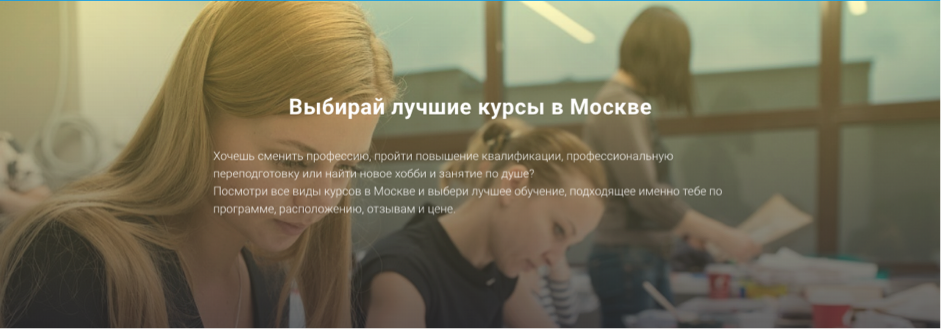 Выбирай лучшие курсы в Москве
Хочешь сменить профессию, пройти повышение квалификации, профессиональную
переподготовку или найти новое хобби и занятие по душе?
Посмотри все виды курсов в Москве и выбери лучшее обучение, подходящее именно тебе по
программе, расположению, отзывам и цене.